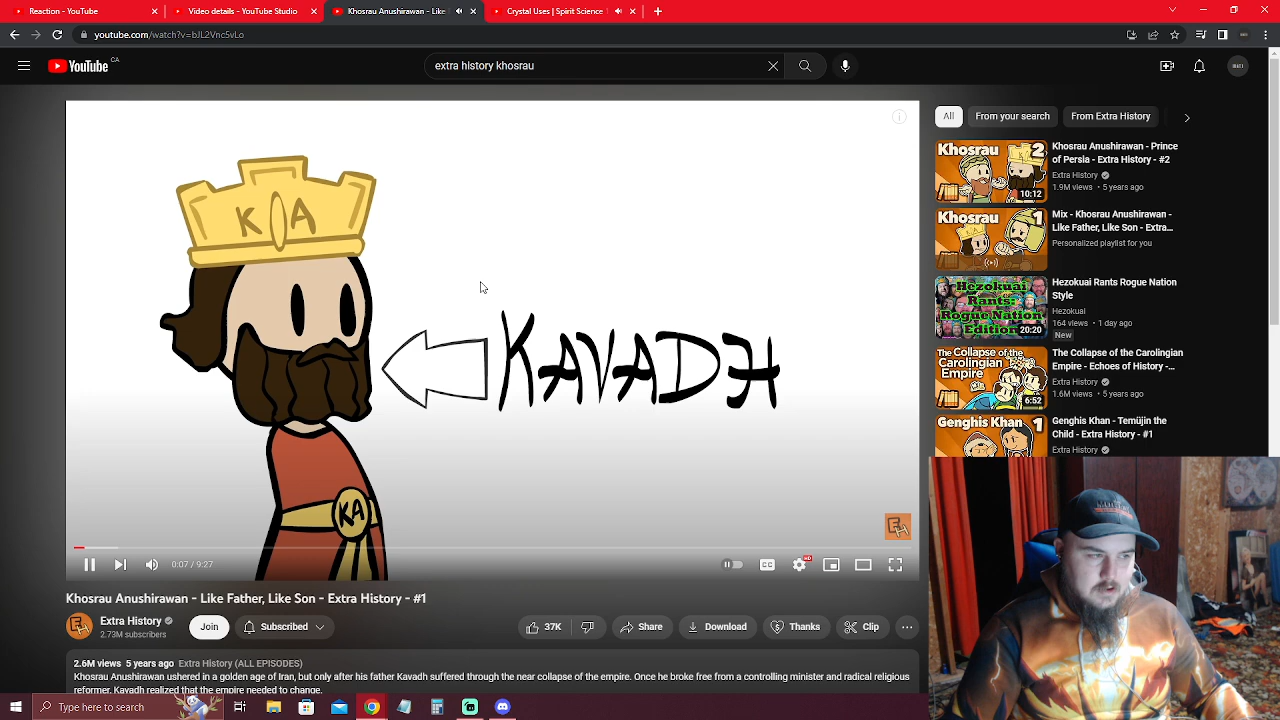 Reaction - YouTube
Video details - YouTube Studio
Khosrau Anushirawan - Like
Crystal Uses | Spirit Science 1
youtube.com/watch?v=bJL2Vnc5vLo
YouTube CA
extra history khosrau
K A
KAVADH
KA
EH
0:07 / 9:27
CC
HD
Khosrau Anushirawan - Like Father, Like Son - Extra History - #1
EH
Extra History
2.73M subscribers
Join
Subscribed
37K
Share
Download
Thanks
Clip
2.6M views 5 years ago Extra History (ALL EPISODES)
Khosrau Anushirawan ushered in a golden age of Iran, but only after his father Kavadh suffered through the near collapse of the empire. Once he broke free from a controlling minister and radical religious
reformer, Kavadh realized that the empire needed to change.
All
From your search
From Extra History
Khosrau 2
10:12
Khosrau Anushirawan - Prince
of Persia - Extra History - #2
Extra History
1.9M views • 5 years ago
Khosrau 1
Mix - Khosrau Anushirawan -
Like Father, Like Son - Extra...
Personalized playlist for you
Hezokuai
Rants:
Rogue Nation
Edition
20:20
Hezokuai Rants Rogue Nation
Style
Hezokuai
164 views • 1 day ago
New
The Collapse of the
Carolingian
Empire
6:52
The Collapse of the Carolingian
Empire - Echoes of History -...
Extra History
1.6M views • 5 years ago
Genghis Khan 1
Genghis Khan - Temüjin the
Child - Extra History - #1
Extra History
Type here to search